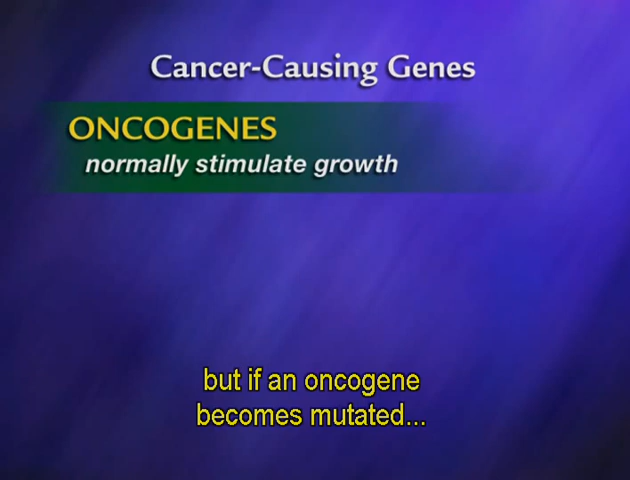 Cancer-Causing Genes
ONCOGENES
normally stimulate growth
but if an oncogene
becomes mutated...